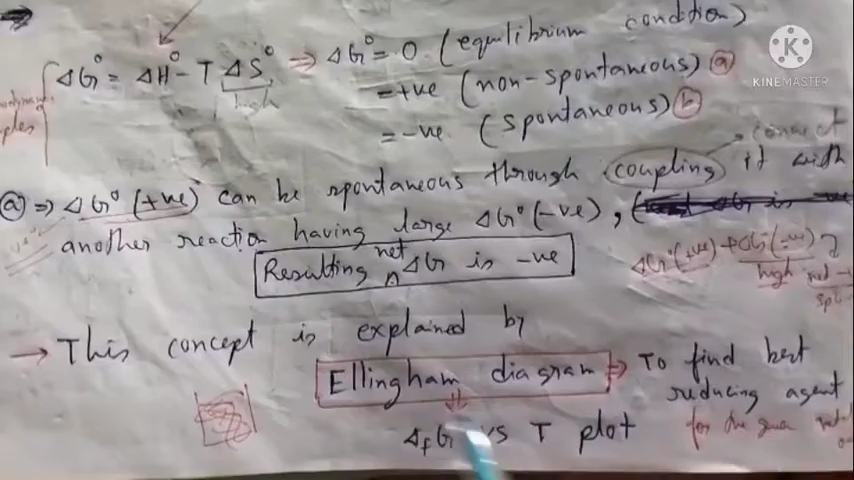 ΔG° = ΔH° - T ΔS° ⇒ ΔG° = 0 (equilibrium condition)
high
= +ve (non-spontaneous) ⓐ
= -ve (spontaneous) ⓑ
connect
ⓐ ⇒ ΔG° (+ve) can be spontaneous through coupling it with
another reaction having large ΔG° (-ve),
Resulting net ΔG is -ve
ΔG° (+ve) + ΔG (-ve)
high
→ This concept is explained by
Ellingham diagram ⇒ To find best
reducing agent
for the
ΔfG vs T plot
KINEMASTER